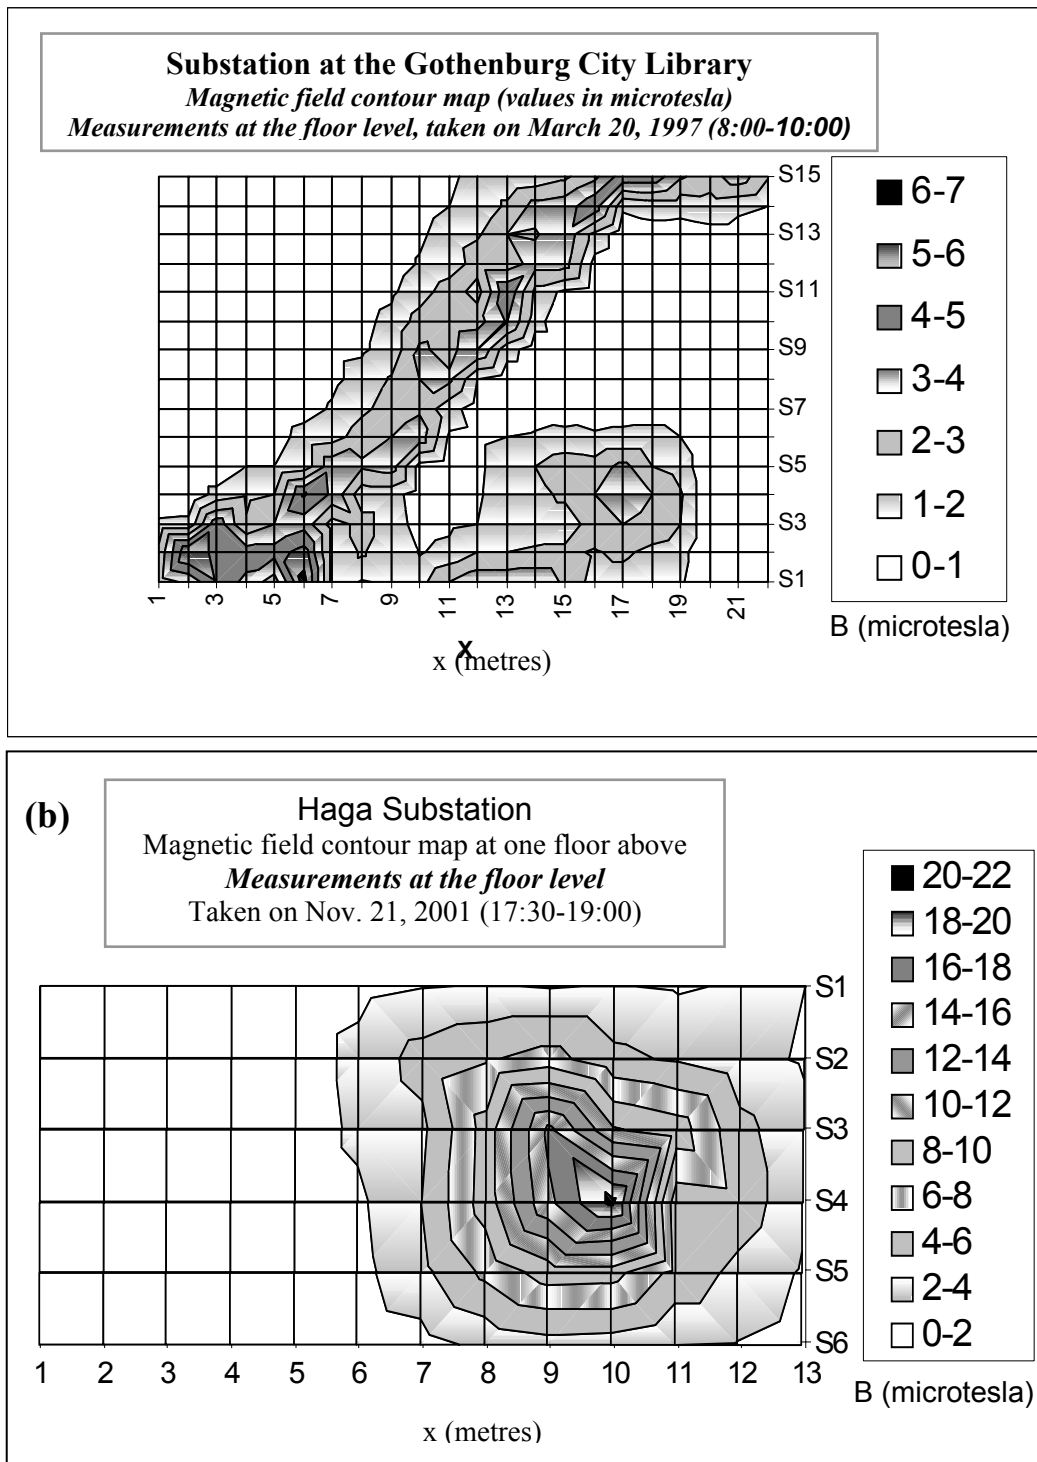 Substation at the Gothenburg City Library
Magnetic field contour map (values in microtesla)
Measurements at the floor level, taken on March 20, 1997 (8:00-10:00)
S15
S13
S11
S9
S7
S5
S3
S1
1
3
5
7
9
11
13
15
17
19
21
x
x (metres)
6-7
5-6
4-5
3-4
2-3
1-2
0-1
B (microtesla)
(b)
Haga Substation
Magnetic field contour map at one floor above
Measurements at the floor level
Taken on Nov. 21, 2001 (17:30-19:00)
S1
S2
S3
S4
S5
S6
1 2 3 4 5 6 7 8 9 10 11 12 13
x (metres)
20-22
18-20
16-18
14-16
12-14
10-12
8-10
6-8
4-6
2-4
0-2
B (microtesla)